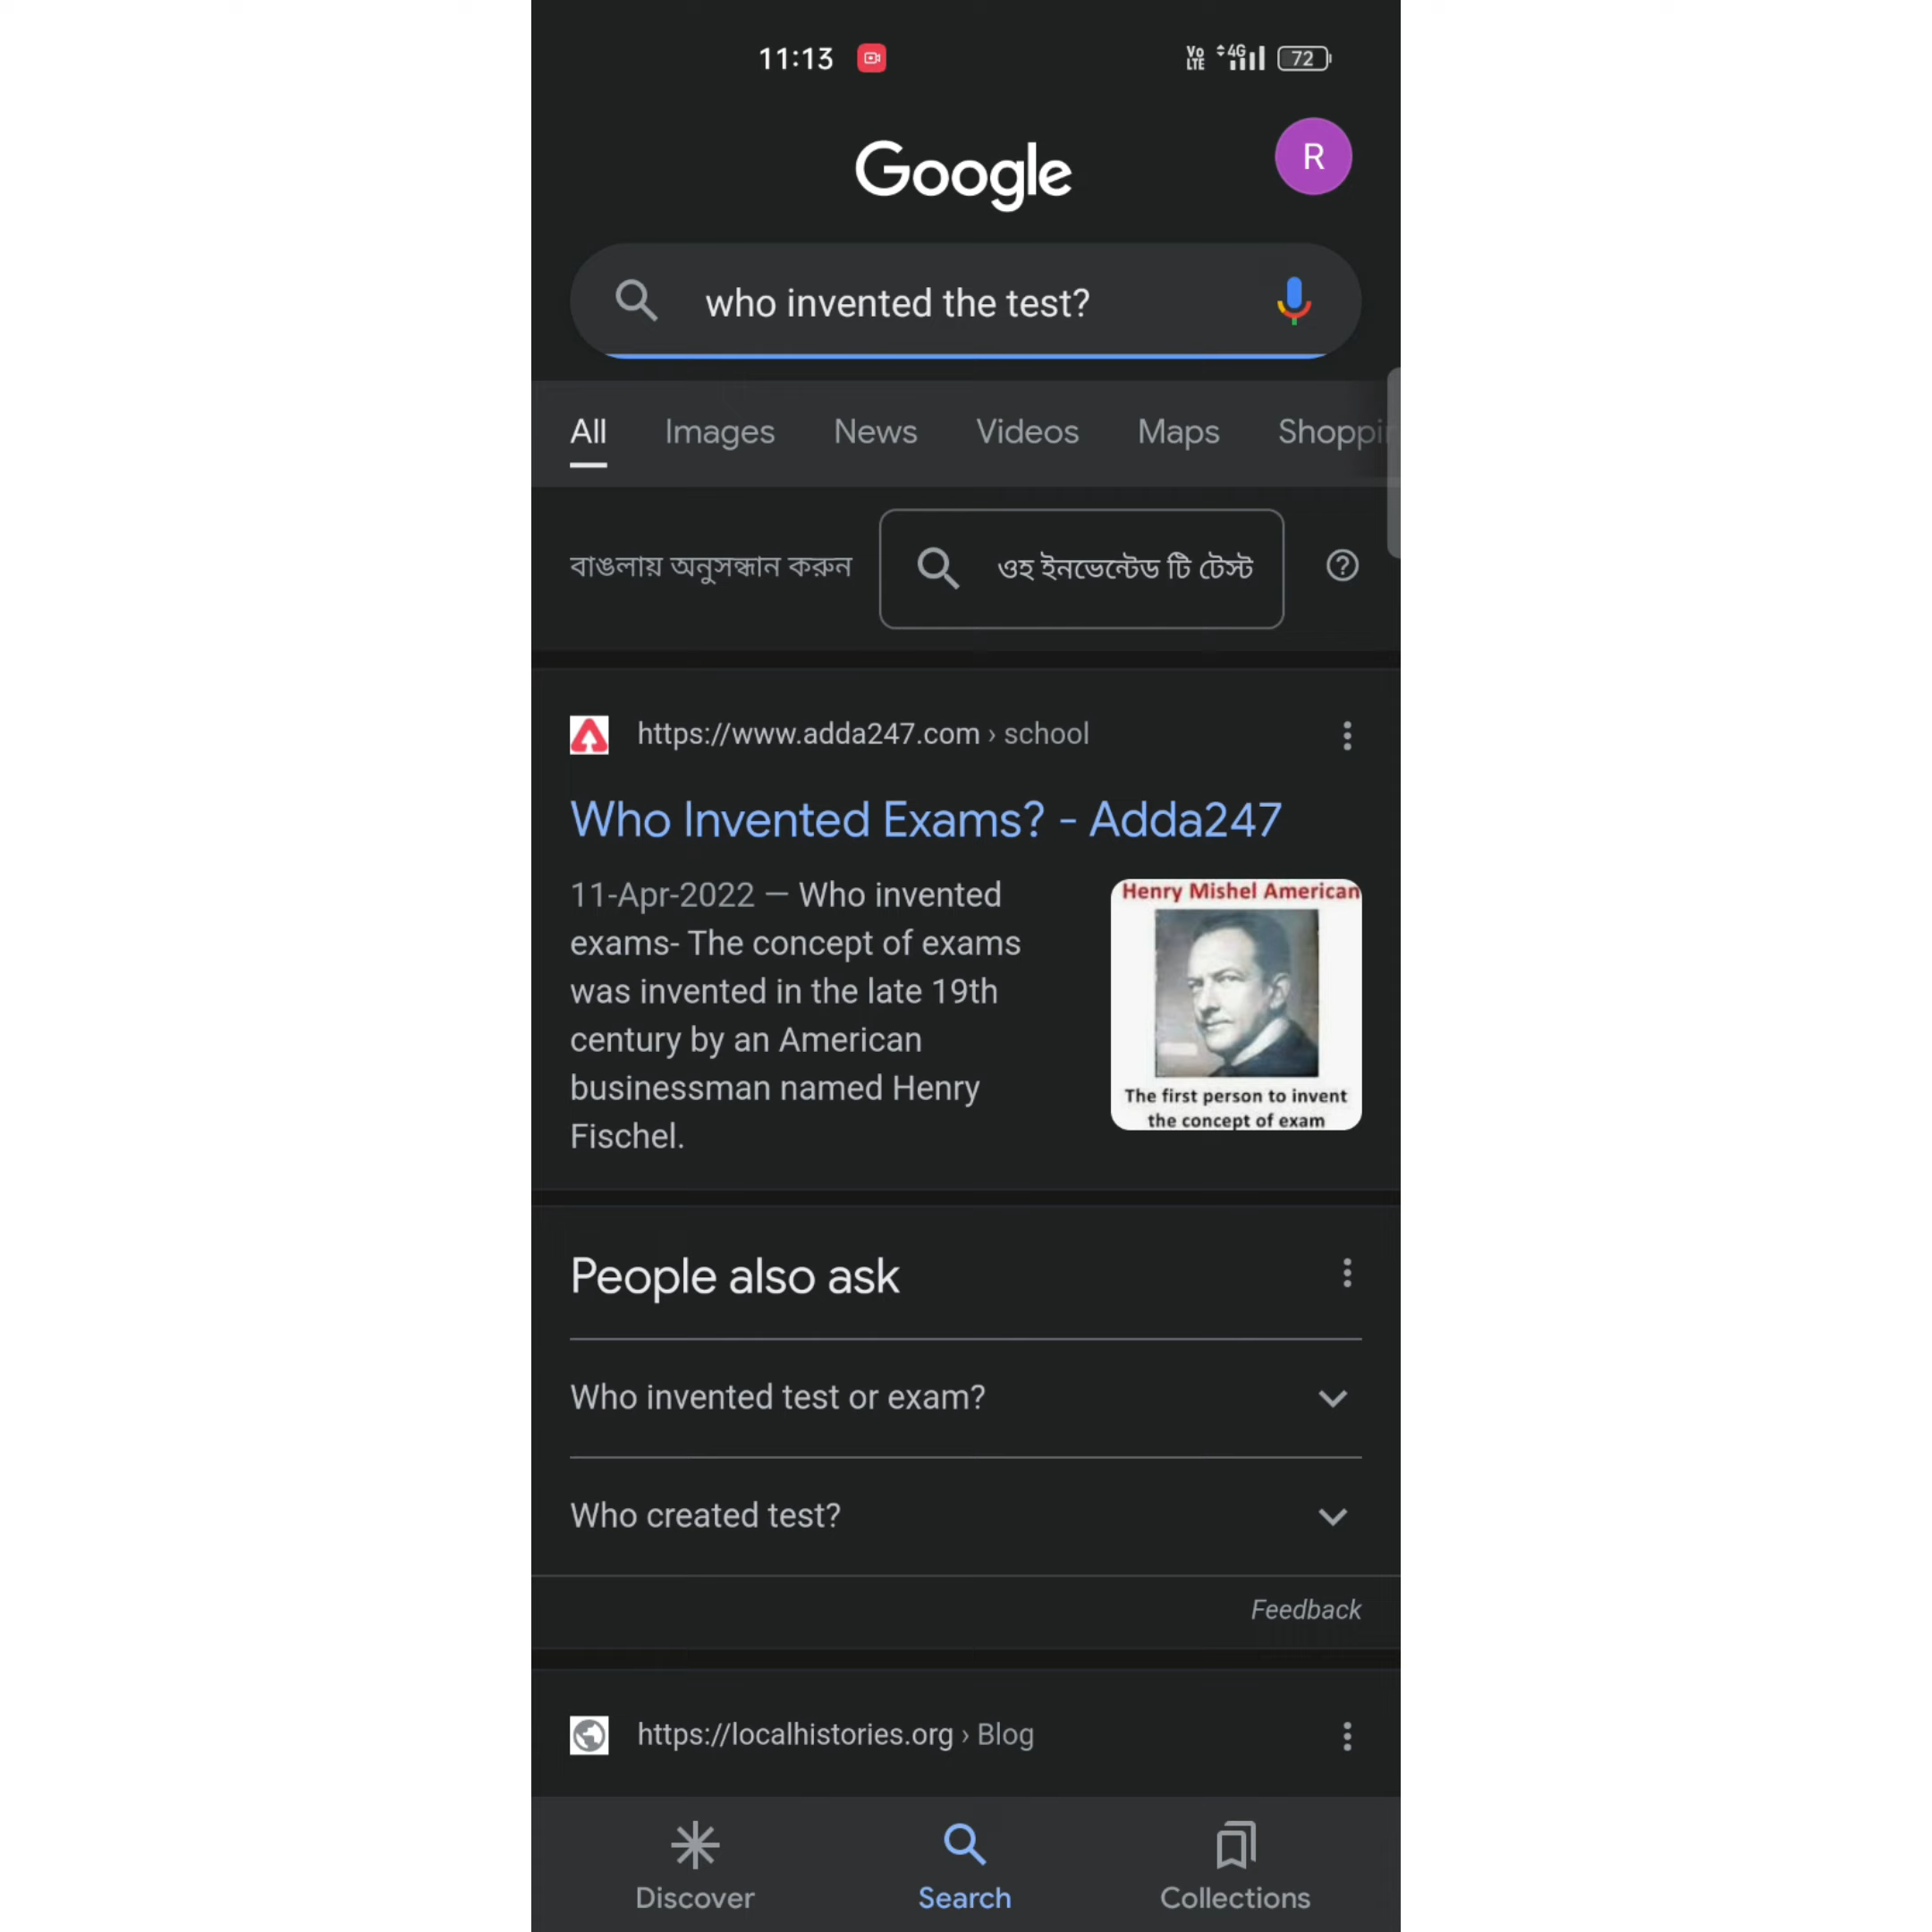 11:13
Vo LTE 4G 72
Google
R
who invented the test?
All Images News Videos Maps Shoppin
বাঙলায় অনুসন্ধান করুন ওহ ইনভেন্টেড টি টেস্ট
https://www.adda247.com › school
Who Invented Exams? - Adda247
11-Apr-2022 — Who invented
exams- The concept of exams
was invented in the late 19th
century by an American
businessman named Henry
Fischel.
Henry Mishel American
The first person to invent
the concept of exam
People also ask
Who invented test or exam?
Who created test?
Feedback
https://localhistories.org › Blog
Discover Search Collections